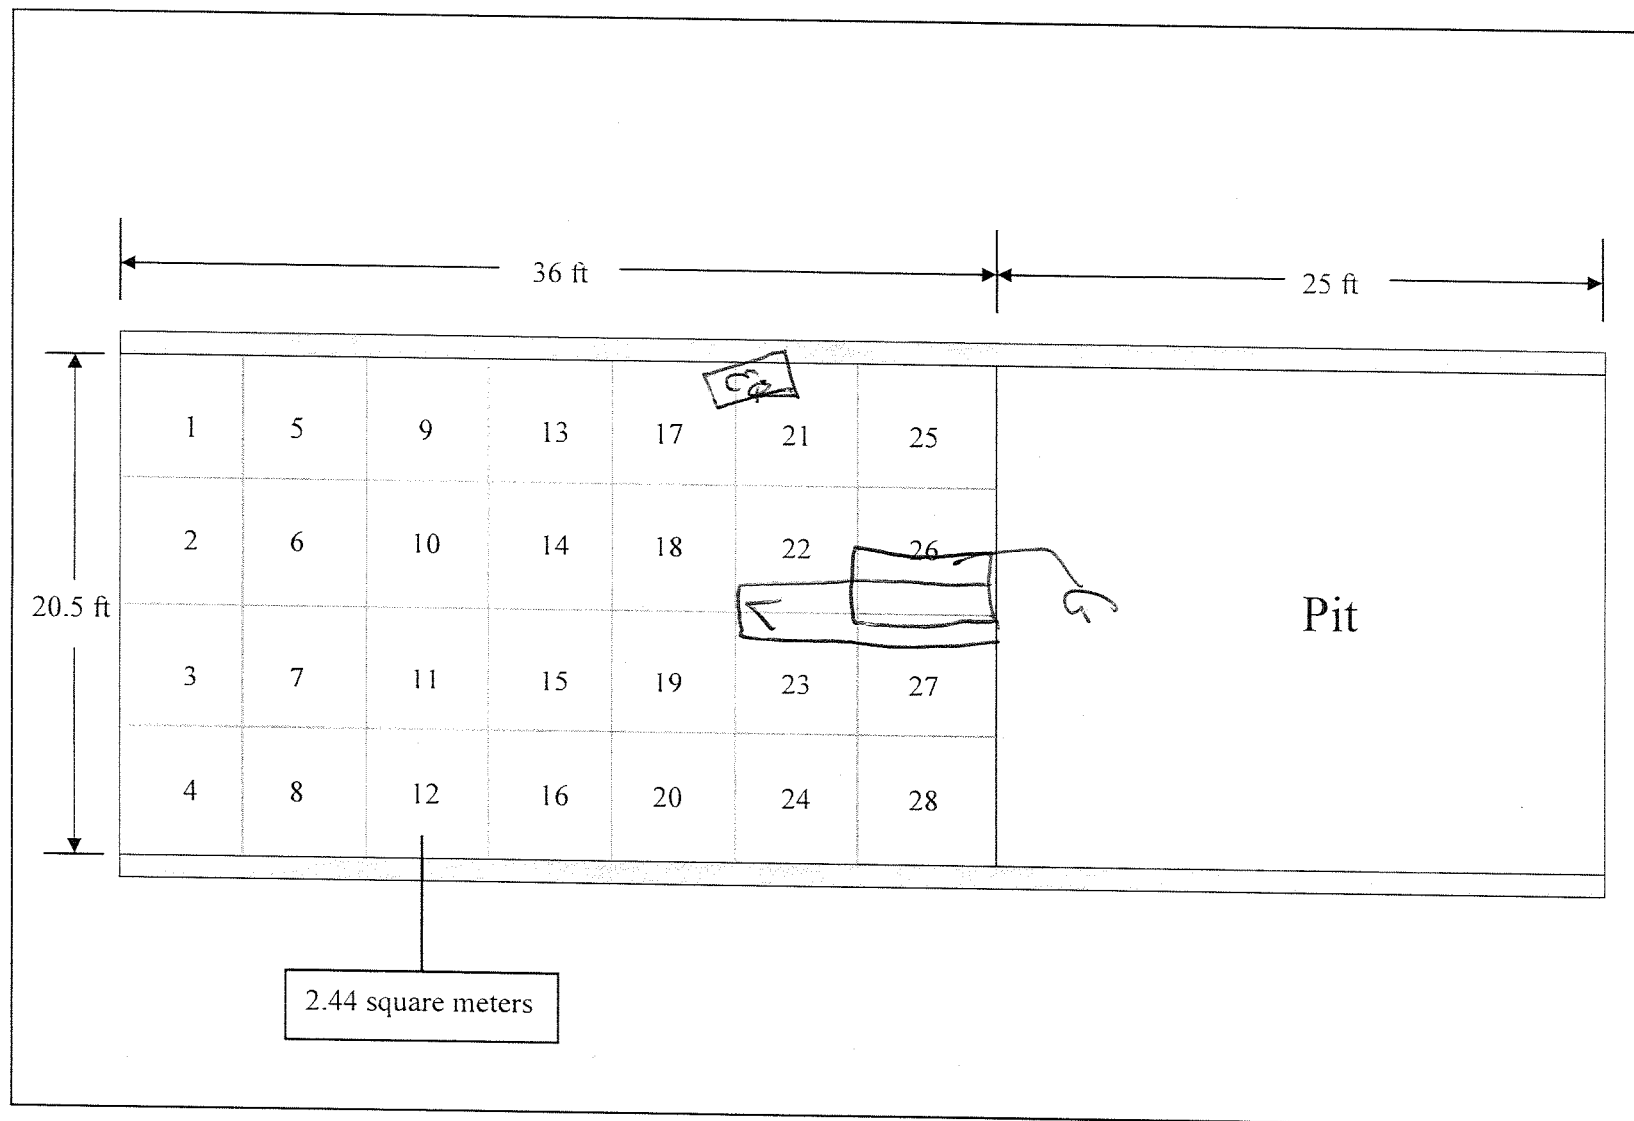 36 ft
25 ft
1 5 9 13 17 21 25
2 6 10 14 18 22 26
20.5 ft
Pit
3 7 11 15 19 23 27
4 8 12 16 20 24 28
2.44 square meters